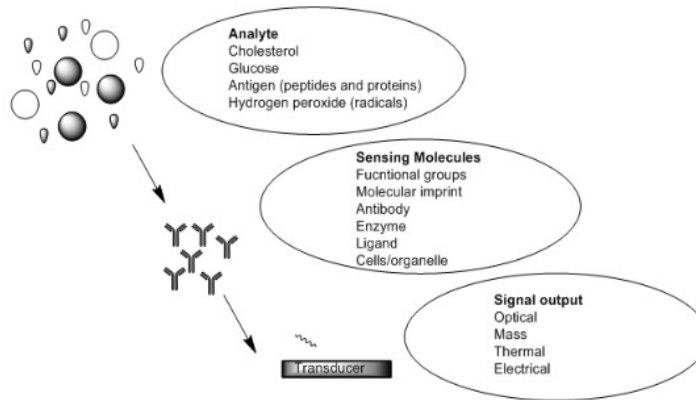 Analyte
Cholesterol
Glucose
Antigen (peptides and proteins)
Hydrogen peroxide (radicals)
Sensing Molecules
Fucntional groups
Molecular imprint
Antibody
Enzyme
Ligand
Cells/organelle
Signal output
Optical
Mass
Thermal
Electrical
Transducer